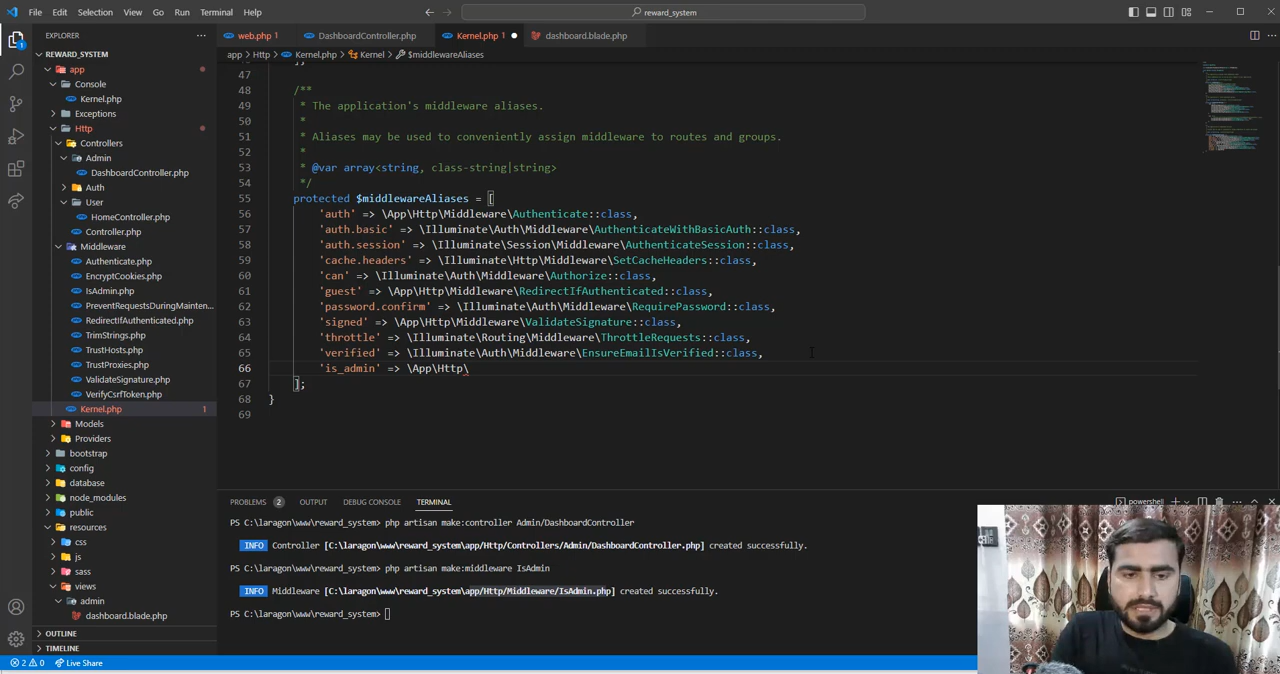 File Edit Selection View Go Run Terminal Help
reward_system
EXPLORER
web.php 1
DashboardController.php
Kernel.php 1
dashboard.blade.php
REWARD_SYSTEM
app > Http > Kernel.php > Kernel > $middlewareAliases
app
Console
Kernel.php
Exceptions
Http
Controllers
Admin
DashboardController.php
Auth
User
HomeController.php
Controller.php
Middleware
Authenticate.php
EncryptCookies.php
IsAdmin.php
PreventRequestsDuringMainten...
RedirectIfAuthenticated.php
TrimStrings.php
TrustHosts.php
TrustProxies.php
ValidateSignature.php
VerifyCsrfToken.php
Kernel.php 1
Models
Providers
bootstrap
config
database
node_modules
public
resources
css
js
sass
views
admin
dashboard.blade.php
OUTLINE
TIMELINE
47
48 /**
49 * The application's middleware aliases.
50 *
51 * Aliases may be used to conveniently assign middleware to routes and groups.
52 *
53 * @var array<string, class-string|string>
54 */
55 protected $middlewareAliases = [
56 'auth' => \App\Http\Middleware\Authenticate::class,
57 'auth.basic' => \Illuminate\Auth\Middleware\AuthenticateWithBasicAuth::class,
58 'auth.session' => \Illuminate\Session\Middleware\AuthenticateSession::class,
59 'cache.headers' => \Illuminate\Http\Middleware\SetCacheHeaders::class,
60 'can' => \Illuminate\Auth\Middleware\Authorize::class,
61 'guest' => \App\Http\Middleware\RedirectIfAuthenticated::class,
62 'password.confirm' => \Illuminate\Auth\Middleware\RequirePassword::class,
63 'signed' => \App\Http\Middleware\ValidateSignature::class,
64 'throttle' => \Illuminate\Routing\Middleware\ThrottleRequests::class,
65 'verified' => \Illuminate\Auth\Middleware\EnsureEmailIsVerified::class,
66 'is_admin' => \App\Http\
67 ];
68 }
69
PROBLEMS 2 OUTPUT DEBUG CONSOLE TERMINAL
powershell
PS C:\laragon\www\reward_system> php artisan make:controller Admin/DashboardController
INFO Controller [C:\laragon\www\reward_system\app/Http/Controllers/Admin/DashboardController.php] created successfully.
PS C:\laragon\www\reward_system> php artisan make:middleware IsAdmin
INFO Middleware [C:\laragon\www\reward_system\app/Http/Middleware/IsAdmin.php] created successfully.
PS C:\laragon\www\reward_system>
2 0 Live Share